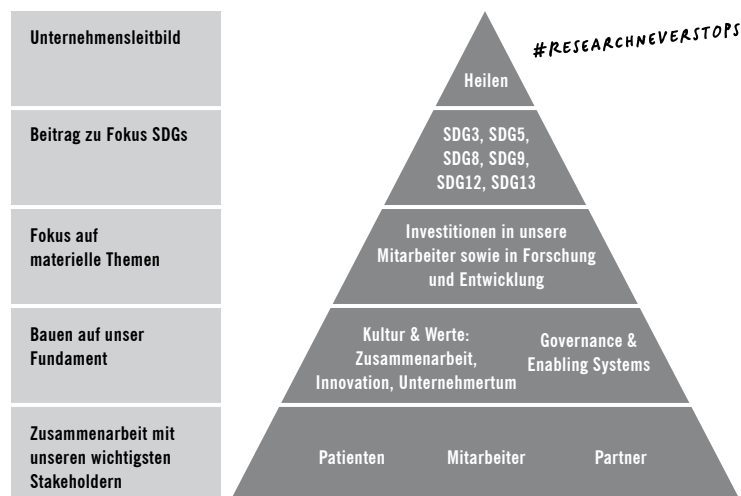 Unternehmensleitbild
#RESEARCHNEVERSTOPS
Heilen
Beitrag zu Fokus SDGs
SDG3, SDG5,
SDG8, SDG9,
SDG12, SDG13
Fokus auf
materielle Themen
Investitionen in unsere
Mitarbeiter sowie in Forschung
und Entwicklung
Bauen auf unser
Fundament
Kultur & Werte:
Zusammenarbeit,
Innovation, Unternehmertum
Governance &
Enabling Systems
Zusammenarbeit mit
unseren wichtigsten
Stakeholdern
Patienten
Mitarbeiter
Partner